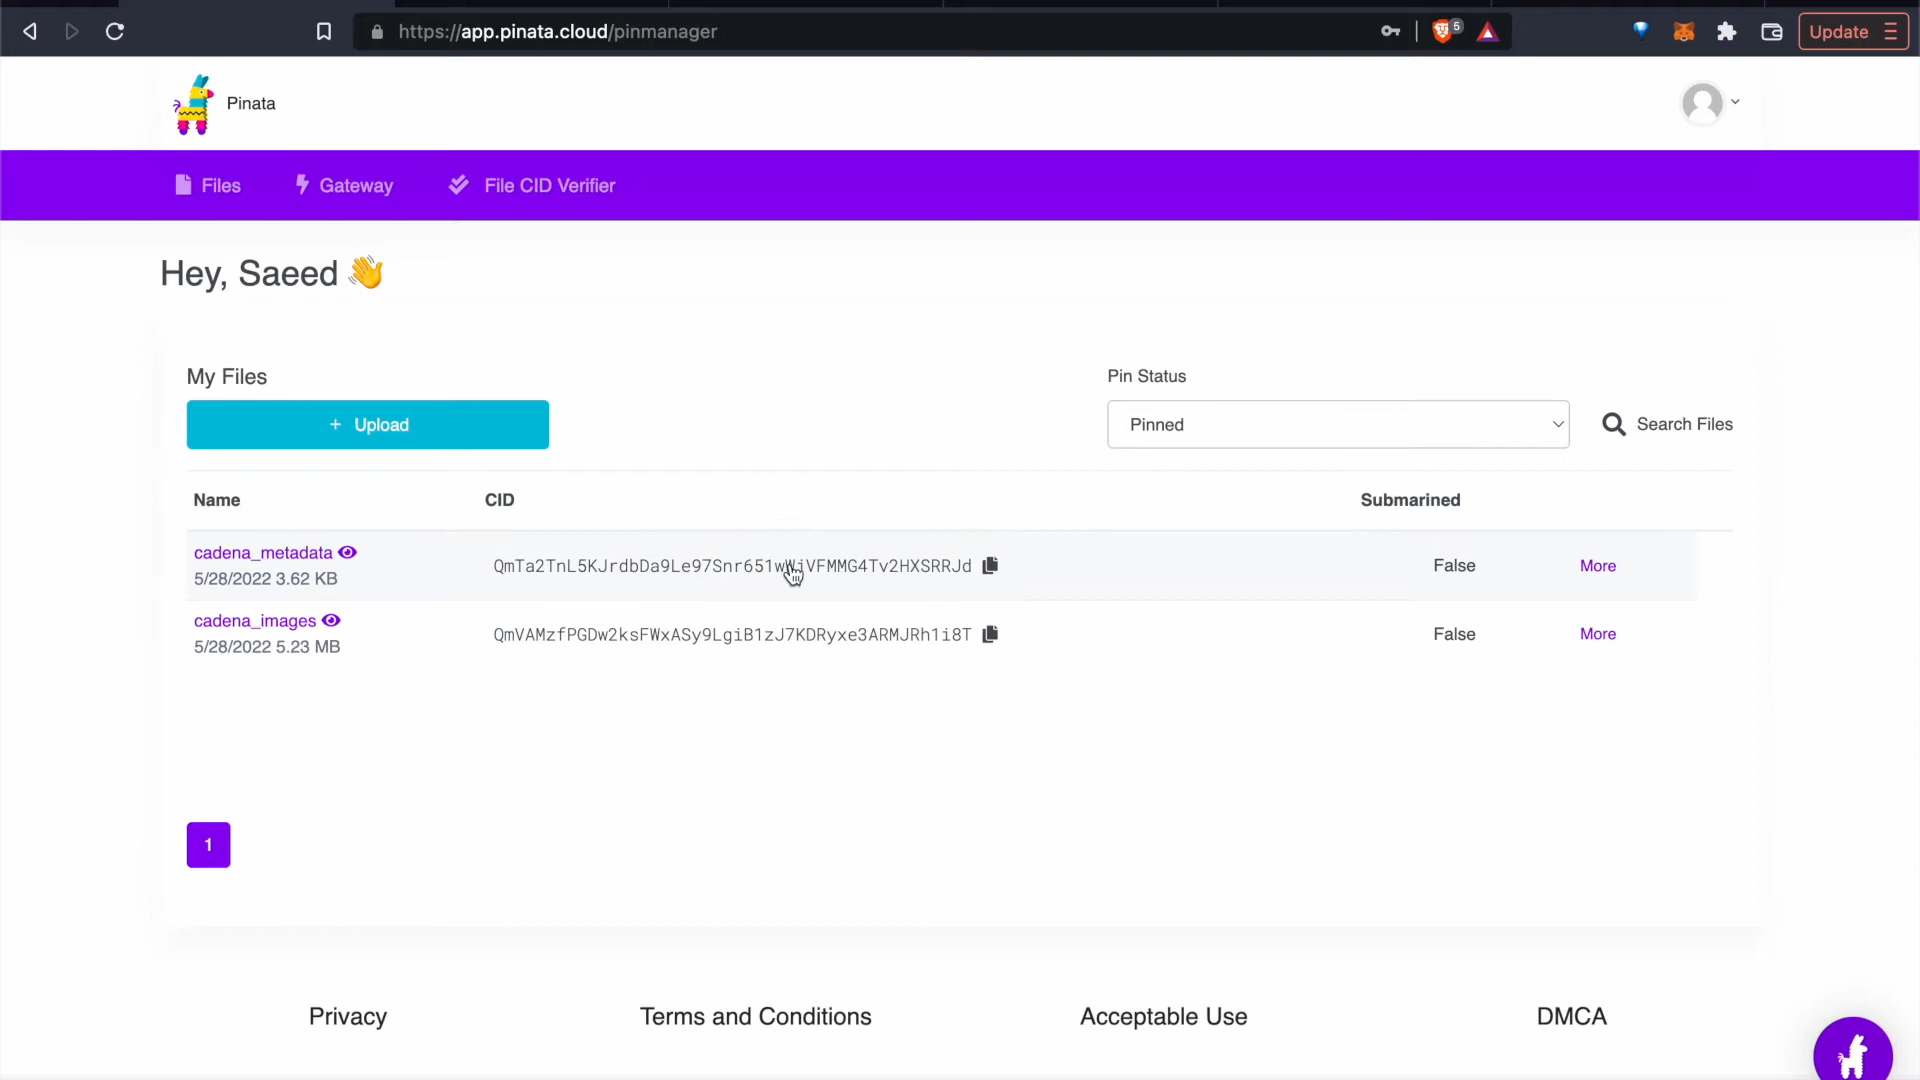 https://app.pinata.cloud/pinmanager
5
Update
Pinata
Files
Gateway
File CID Verifier
Hey, Saeed 👋
My Files
Pin Status
+ Upload
Pinned
Search Files
Name
CID
Submarined
cadena_metadata
QmTa2TnL5KJrdbDa9Le97Snr651wWiVFMMG4Tv2HXSRRJd
False
More
5/28/2022 3.62 KB
cadena_images
QmVAMzfPGDw2ksFWxASy9LgiB1zJ7KDRyxe3ARMJRh1i8T
False
More
5/28/2022 5.23 MB
1
Privacy
Terms and Conditions
Acceptable Use
DMCA